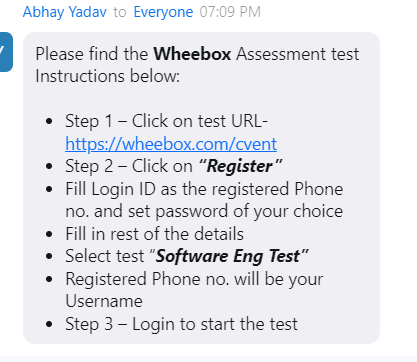 Abhay Yadav to Everyone 07:09 PM
Please find the Wheebox Assessment test
Instructions below:
• Step 1 – Click on test URL-
https://wheebox.com/cvent
• Step 2 – Click on “Register”
• Fill Login ID as the registered Phone
no. and set password of your choice
• Fill in rest of the details
• Select test “Software Eng Test”
• Registered Phone no. will be your
Username
• Step 3 – Login to start the test